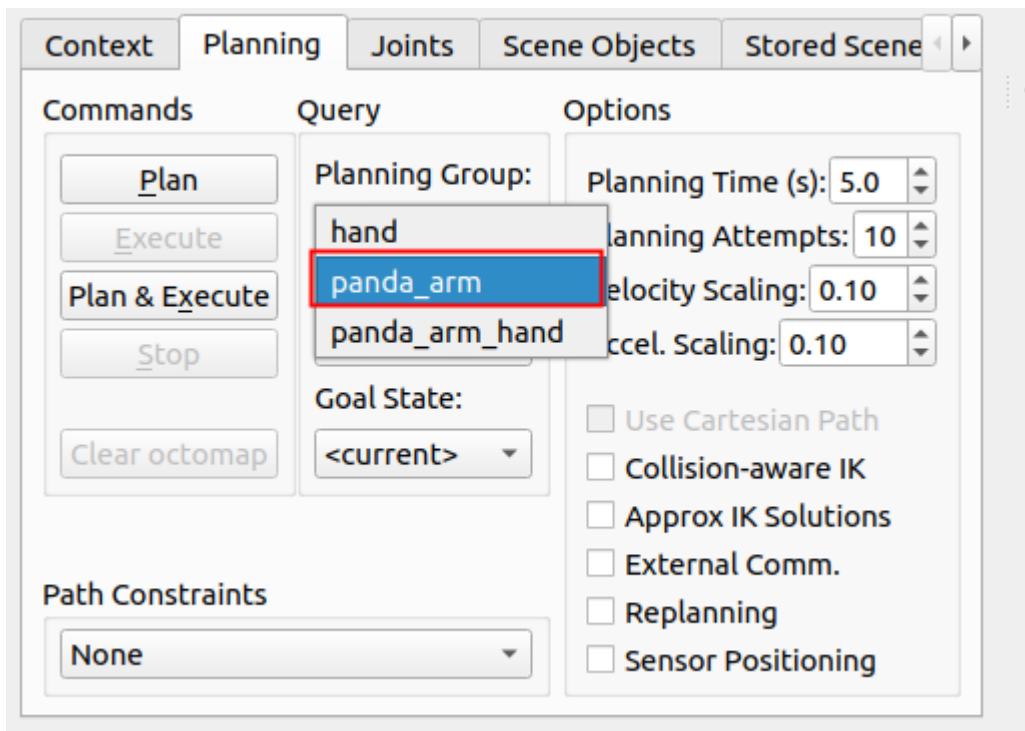 Context
Planning
Joints
Scene Objects
Stored Scene
Commands
Plan
Execute
Plan & Execute
Stop
Clear octomap
Query
Planning Group:
hand
panda_arm
panda_arm_hand
Goal State:
<current>
Options
Planning Time (s): 5.0
lanning Attempts: 10
elocity Scaling: 0.10
ccel. Scaling: 0.10
Use Cartesian Path
Collision-aware IK
Approx IK Solutions
External Comm.
Replanning
Sensor Positioning
Path Constraints
None